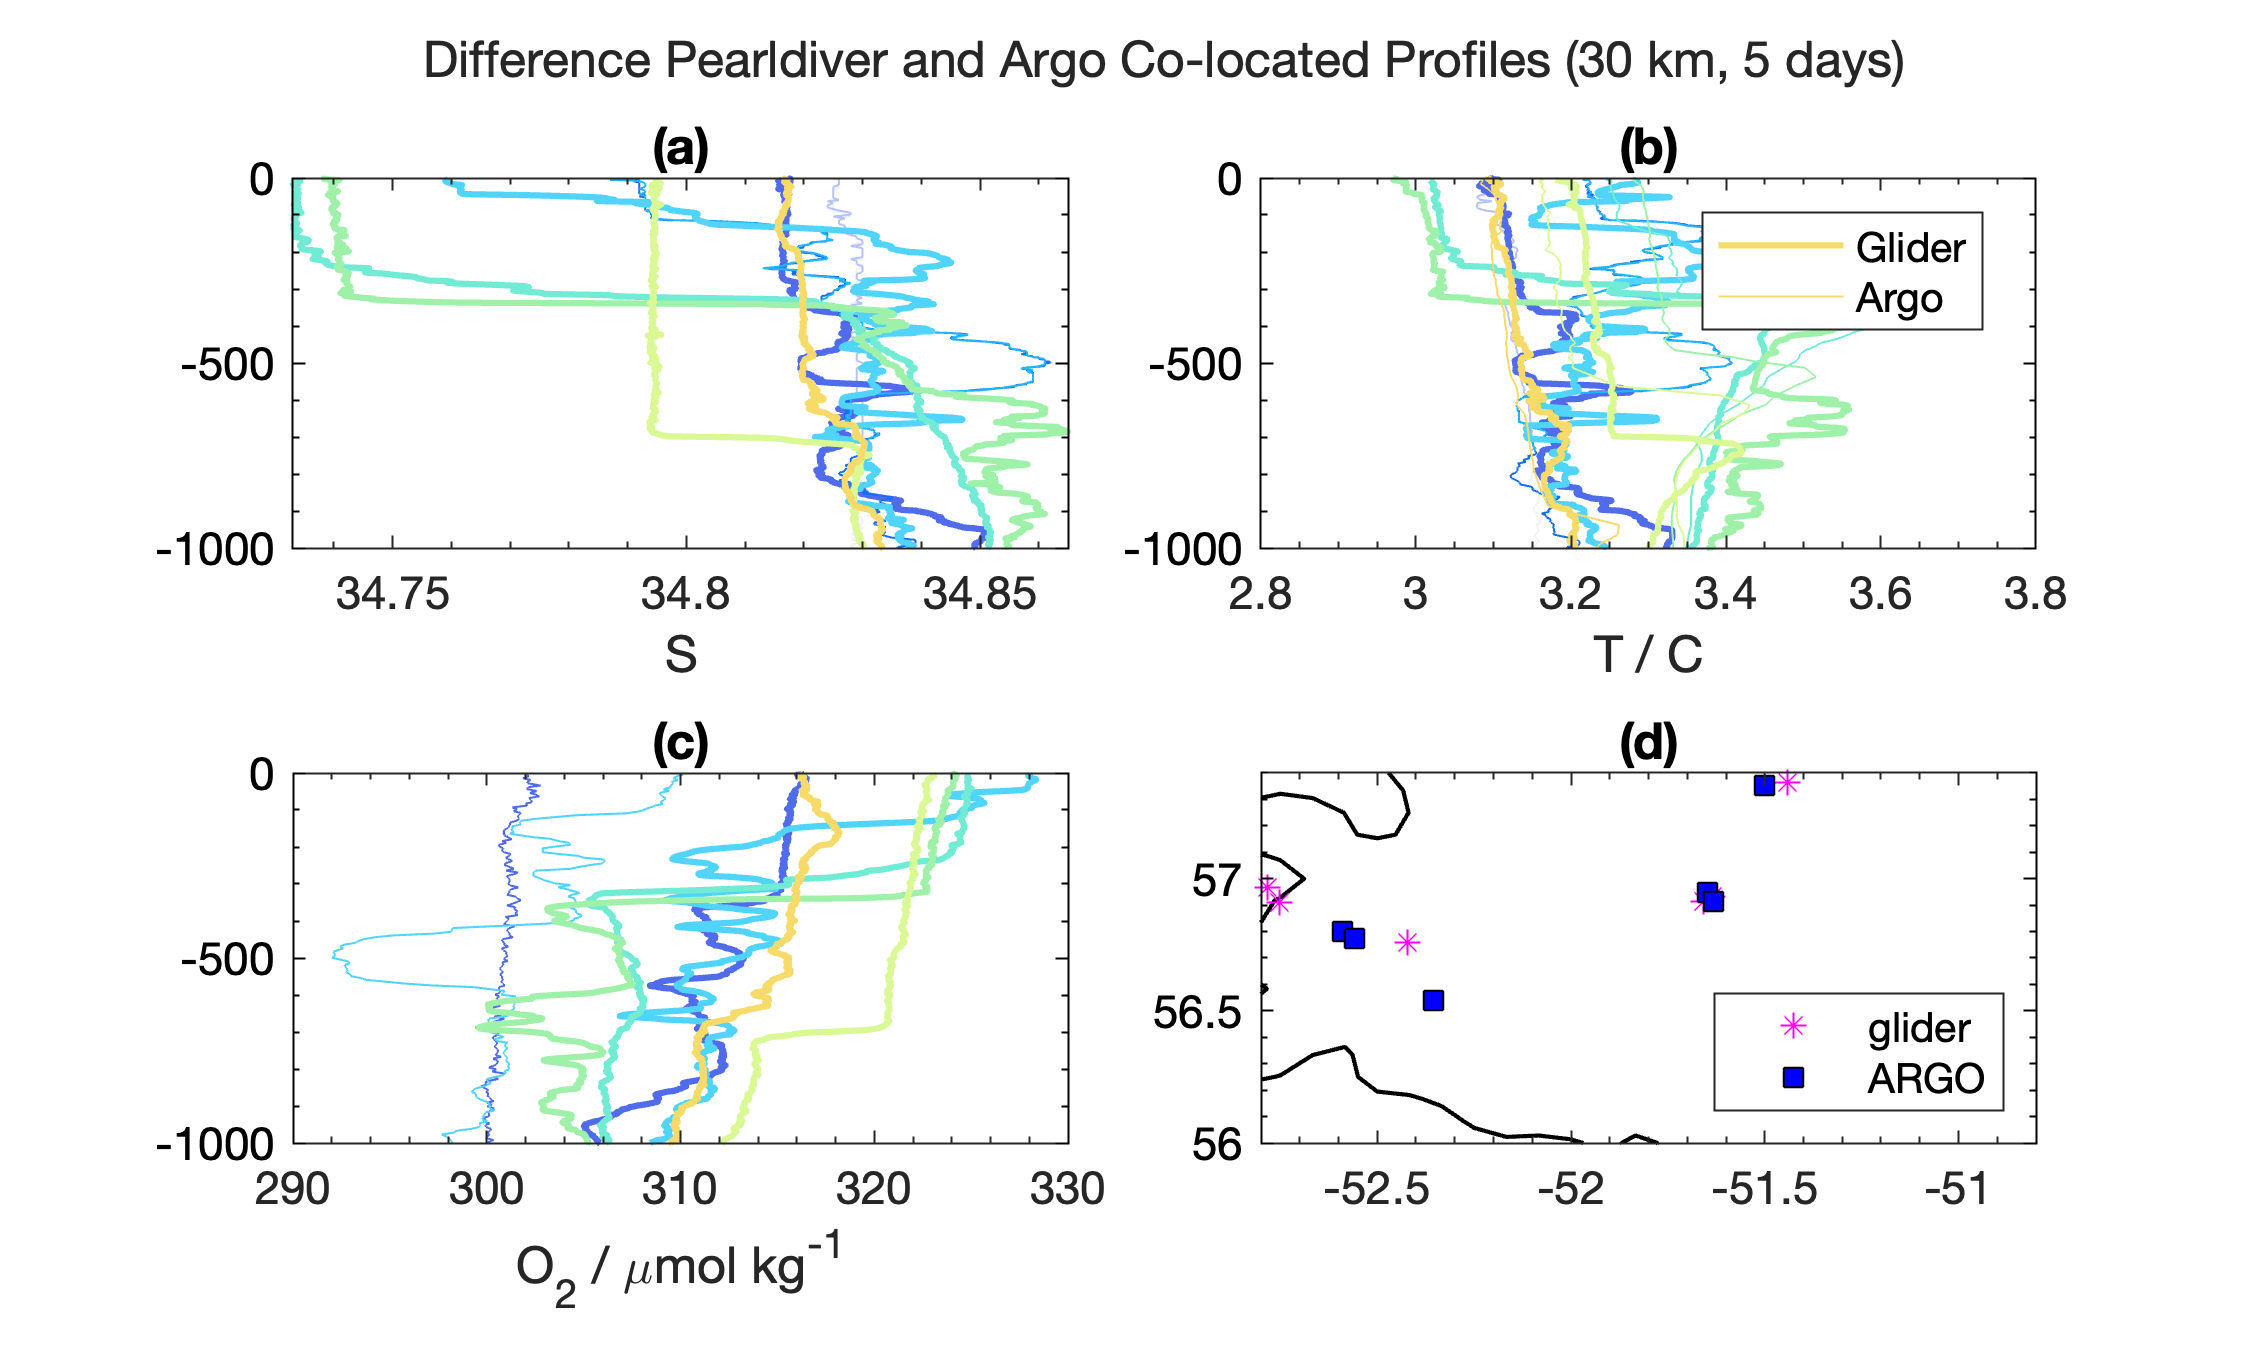 Difference Pearldiver and Argo Co-located Profiles (30 km, 5 days)
(a)
0
-500
-1000
34.75 34.8 34.85
S
(b)
0
-500
-1000
Glider
Argo
2.8 3 3.2 3.4 3.6 3.8
T / C
(c)
0
-500
-1000
290 300 310 320 330
O2 / μmol kg-1
(d)
57
56.5
56
glider
ARGO
-52.5 -52 -51.5 -51